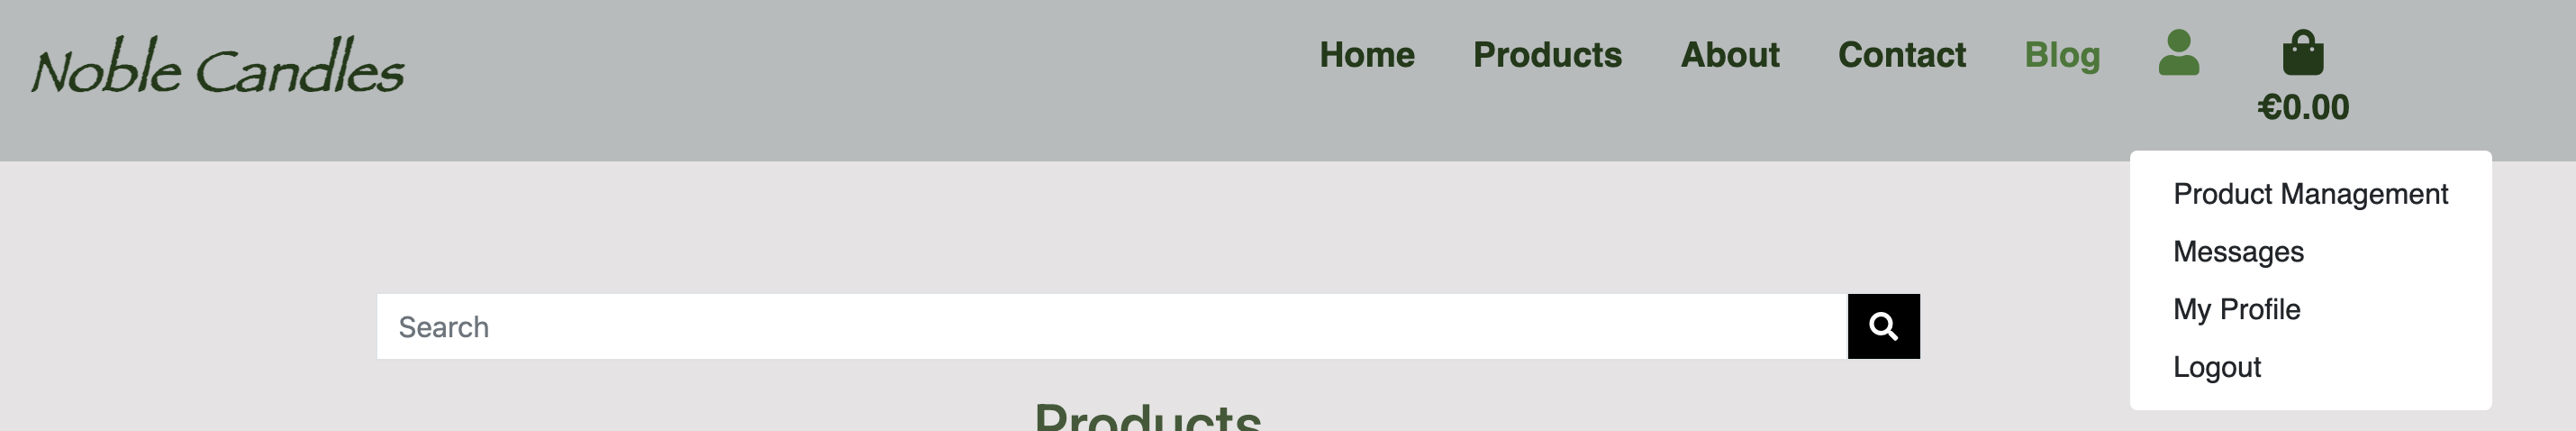 Noble Candles
Home Products About Contact Blog
€0.00
Product Management
Messages
My Profile
Logout
Search
Products